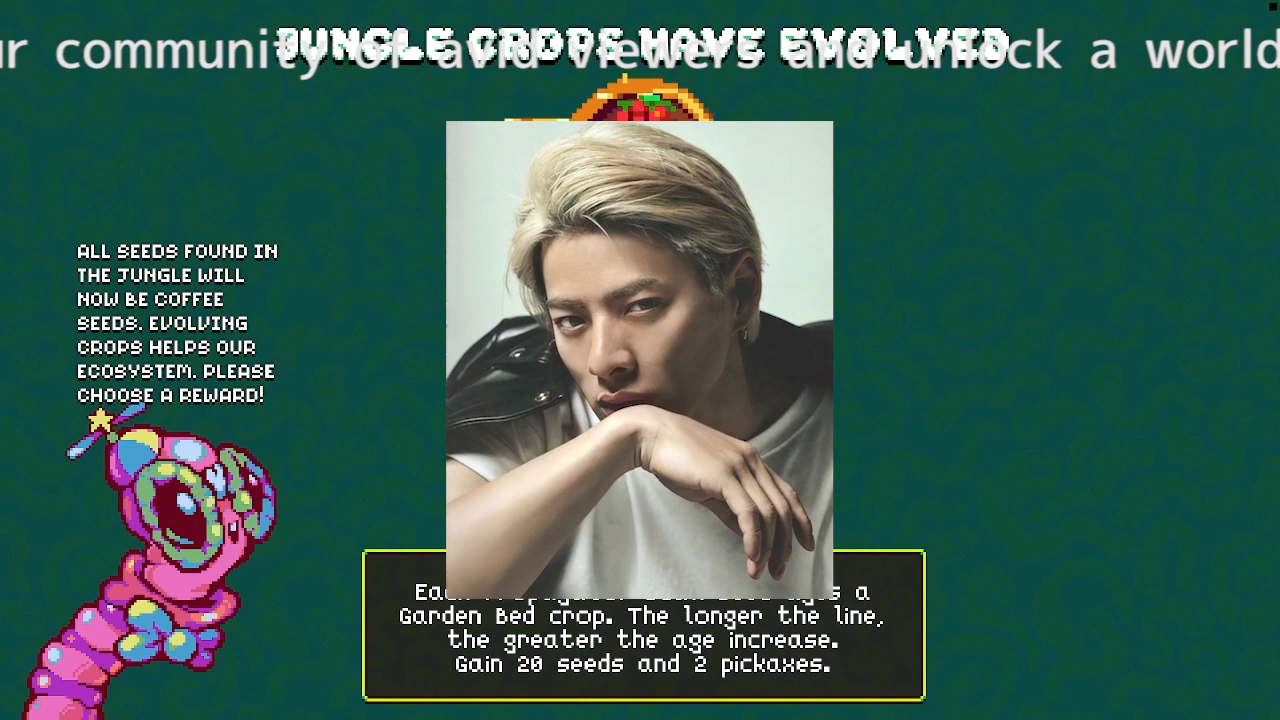 JUNGLE CROPS HAVE EVOLVED
ur community of avid viewers and unlock a world
ALL SEEDS FOUND IN
THE JUNGLE WILL
NOW BE COFFEE
SEEDS. EVOLVING
CROPS HELPS OUR
ECOSYSTEM. PLEASE
CHOOSE A REWARD!
a
Garden Bed crop. The longer the line,
the greater the age increase.
Gain 20 seeds and 2 pickaxes.